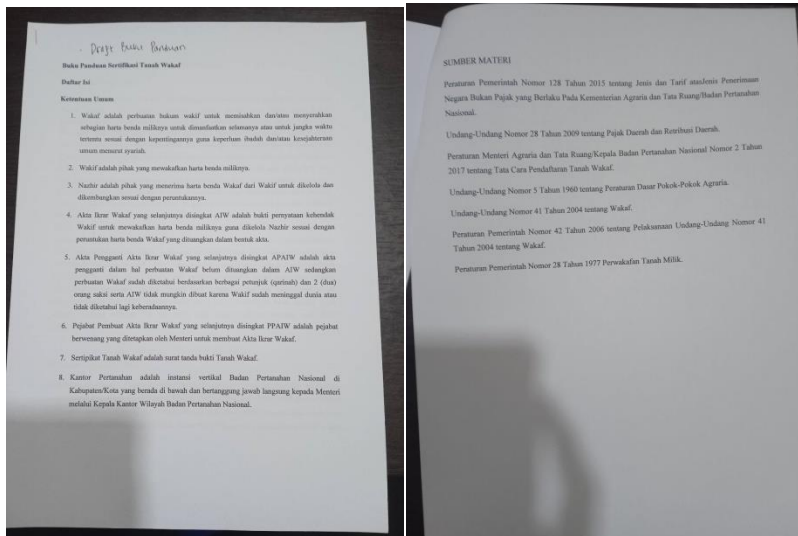 Draft Buku Panduan
Buku Panduan Sertifikasi Tanah Wakaf
Daftar Isi
Ketentuan Umum
1. Wakaf adalah perbuatan hukum wakif untuk memisahkan dan/atau menyerahkan
sebagian harta benda miliknya untuk dimanfaatkan selamanya atau untuk jangka waktu
tertentu sesuai dengan kepentingannya guna keperluan ibadah dan/atau kesejahteraan
umum menurut syariah.
2. Wakif adalah pihak yang mewakafkan harta benda miliknya.
3. Nazhir adalah pihak yang menerima harta benda Wakaf dari Wakif untuk dikelola dan
dikembangkan sesuai dengan peruntukannya.
4. Akta Ikrar Wakaf yang selanjutnya disingkat AIW adalah bukti pernyataan kehendak
Wakif untuk mewakafkan harta benda miliknya guna dikelola Nazhir sesuai dengan
peruntukan harta benda Wakaf yang dituangkan dalam bentuk akta.
5. Akta Pengganti Akta Ikrar Wakaf yang selanjutnya disingkat APAIW adalah akta
pengganti dalam hal perbuatan Wakaf belum dituangkan dalam AIW sedangkan
perbuatan Wakaf sudah diketahui berdasarkan berbagai petunjuk (qarinah) dan 2 (dua)
orang saksi serta AIW tidak mungkin dibuat karena Wakif sudah meninggal dunia atau
tidak diketahui lagi keberadaannya.
6. Pejabat Pembuat Akta Ikrar Wakaf yang selanjutnya disingkat PPAIW adalah pejabat
berwenang yang ditetapkan oleh Menteri untuk membuat Akta Ikrar Wakaf.
7. Sertipikat Tanah Wakaf adalah surat tanda bukti Tanah Wakaf.
8. Kantor Pertanahan adalah instansi vertikal Badan Pertanahan Nasional di
Kabupaten/Kota yang berada di bawah dan bertanggung jawab langsung kepada Menteri
melalui Kepala Kantor Wilayah Badan Pertanahan Nasional.
SUMBER MATERI
Peraturan Pemerintah Nomor 128 Tahun 2015 tentang Jenis dan Tarif atasJenis Penerimaan
Negara Bukan Pajak yang Berlaku Pada Kementerian Agraria dan Tata Ruang/Badan Pertanahan
Nasional.
Undang-Undang Nomor 28 Tahun 2009 tentang Pajak Daerah dan Retribusi Daerah.
Peraturan Menteri Agraria dan Tata Ruang/Kepala Badan Pertanahan Nasional Nomor 2 Tahun
2017 tentang Tata Cara Pendaftaran Tanah Wakaf.
Undang-Undang Nomor 5 Tahun 1960 tentang Peraturan Dasar Pokok-Pokok Agraria.
Undang-Undang Nomor 41 Tahun 2004 tentang Wakaf.
Peraturan Pemerintah Nomor 42 Tahun 2006 tentang Pelaksanaan Undang-Undang Nomor 41
Tahun 2004 tentang Wakaf.
Peraturan Pemerintah Nomor 28 Tahun 1977 Perwakafan Tanah Milik.